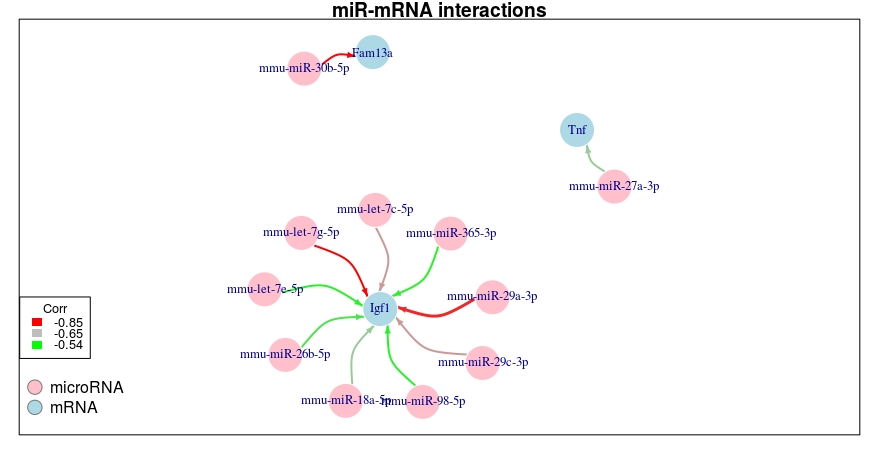 miR-mRNA interactions
Fam13a
mmu-miR-30b-5p
Tnf
mmu-miR-27a-3p
mmu-let-7c-5p
mmu-let-7g-5p
mmu-miR-365-3p
mmu-let-7e-5p
mmu-miR-29a-3p
Igf1
mmu-miR-26b-5p
mmu-miR-29c-3p
mmu-miR-18a-5p
mmu-miR-98-5p
Corr
-0.85
-0.65
-0.54
microRNA
mRNA